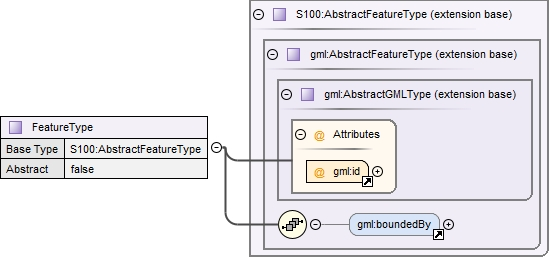 S100:AbstractFeatureType (extension base)
gml:AbstractFeatureType (extension base)
gml:AbstractGMLType (extension base)
FeatureType
Base Type S100:AbstractFeatureType
Abstract false
@ Attributes
@ gml:id
gml:boundedBy